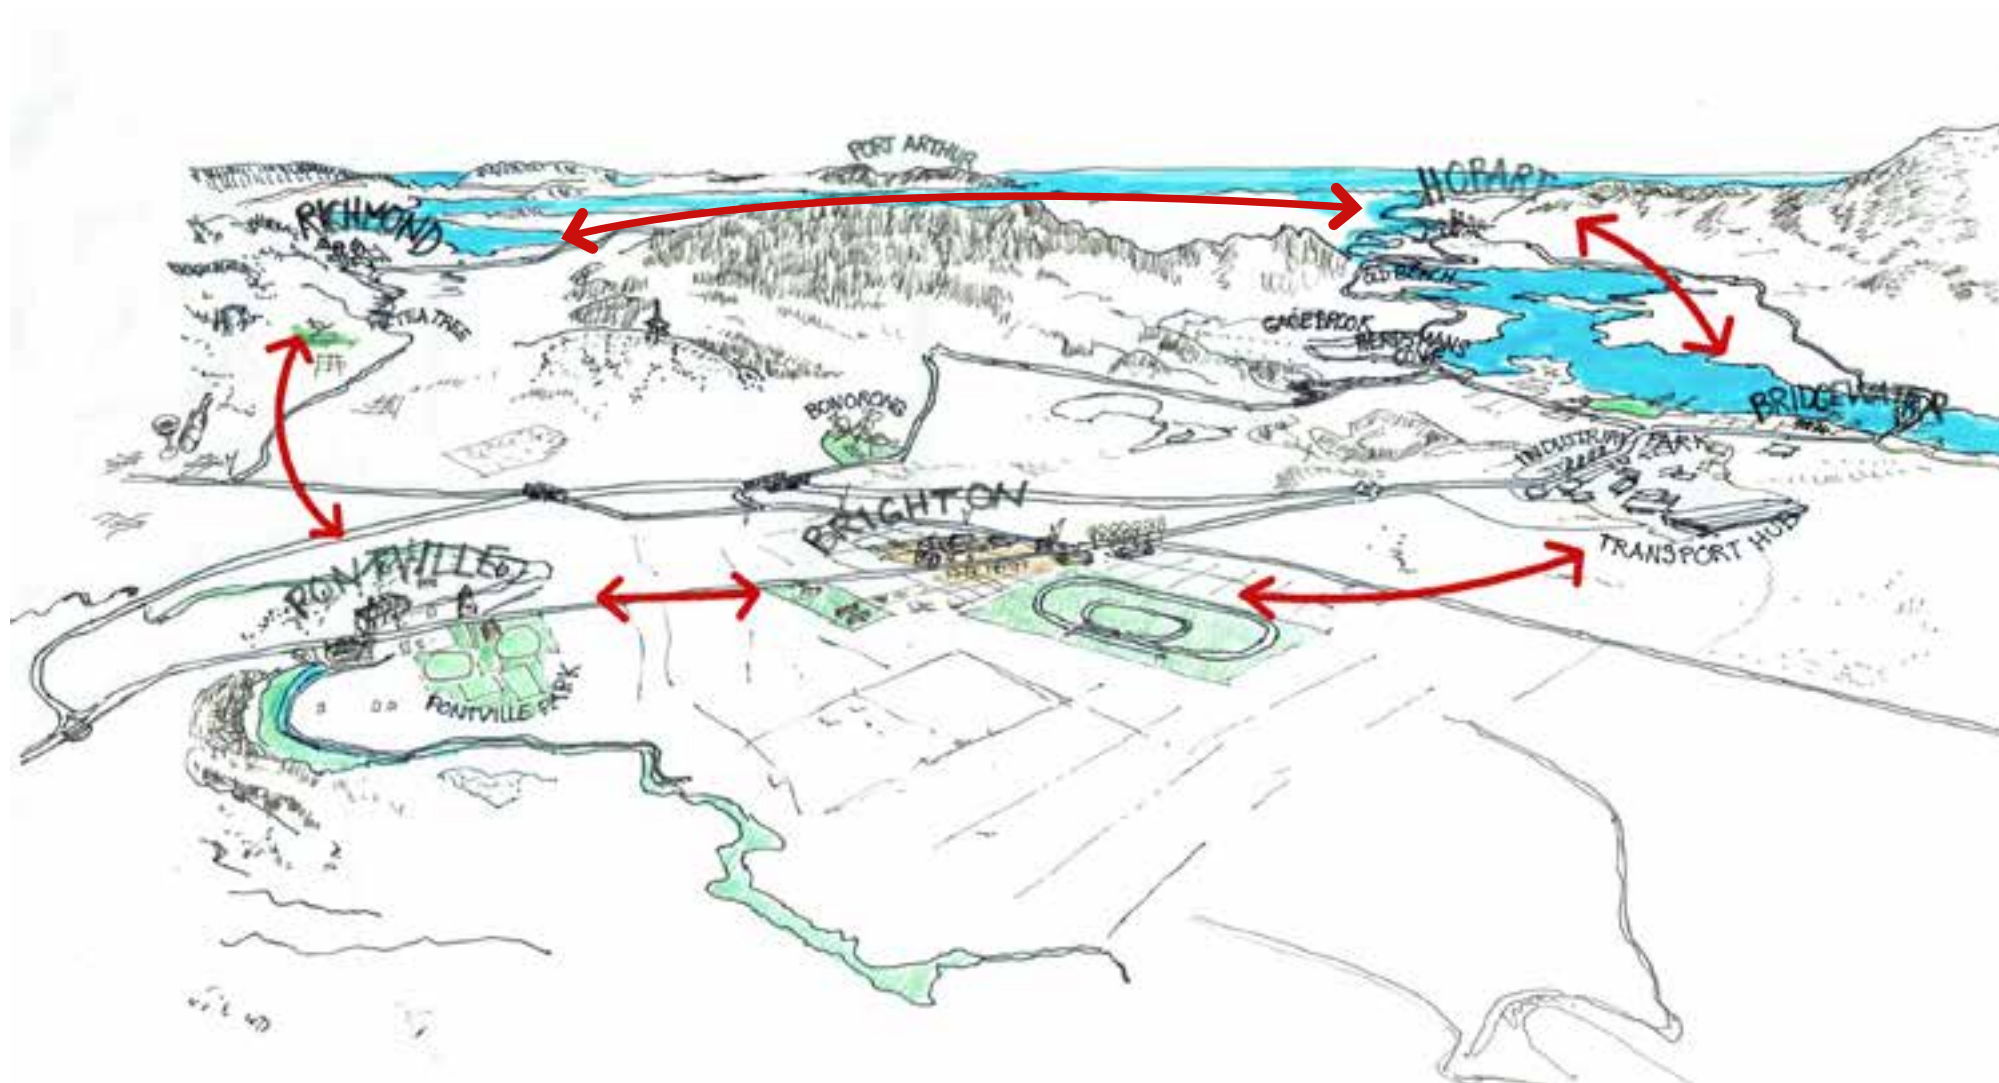 PORT ARTHUR
HOBART
RICHMOND
OLD BEACH
TEA TREE
GAGEBROOK
HERDSMANS
COVE
BONORONG
BRIDGEWATER
INDUSTRIAL PARK
BRIGHTON
TRANSPORT HUB
PONTVILLE
PONTVILLE PARK